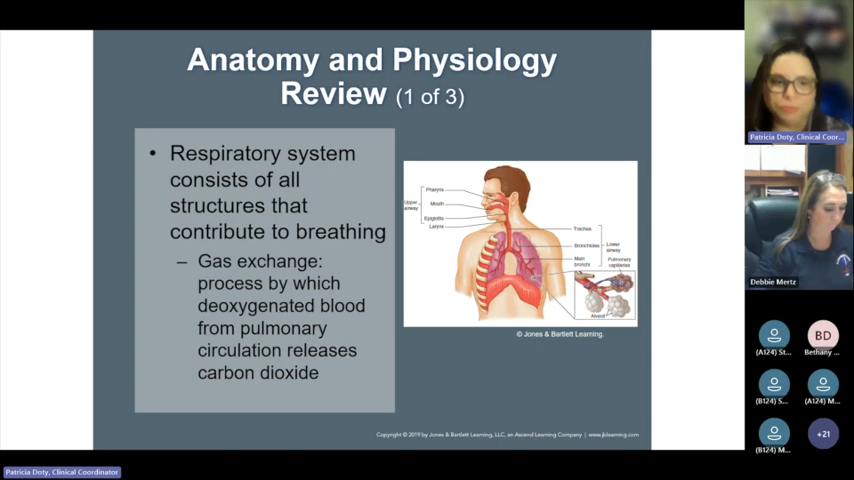 Anatomy and Physiology
Review (1 of 3)
• Respiratory system
consists of all
structures that
contribute to breathing
– Gas exchange:
process by which
deoxygenated blood
from pulmonary
circulation releases
carbon dioxide
Upper
airway
Pharynx
Mouth
Epiglottis
Larynx
Trachea
Bronchioles
Main
bronchi
Lower
airway
Pulmonary
capillaries
Alveoli
© Jones & Bartlett Learning.
Copyright © 2019 by Jones & Bartlett Learning, LLC, an Ascend Learning Company | www.jblearning.com
Patricia Doty, Clinical Coordinator
Patricia Doty, Clinical Coor...
Debbie Mertz
(A124) St...
BD
Bethany ...
(B124) S...
(A124) M...
(B124) M...
+21